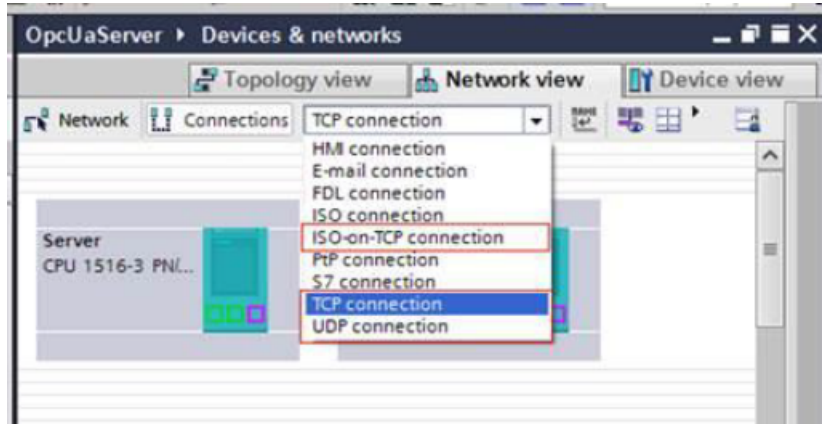 OpcUaServer ▸ Devices & networks
Topology view
Network view
Device view
Network
Connections
TCP connection
HMI connection
E-mail connection
FDL connection
ISO connection
ISO-on-TCP connection
PtP connection
S7 connection
TCP connection
UDP connection
Server
CPU 1516-3 PN/...